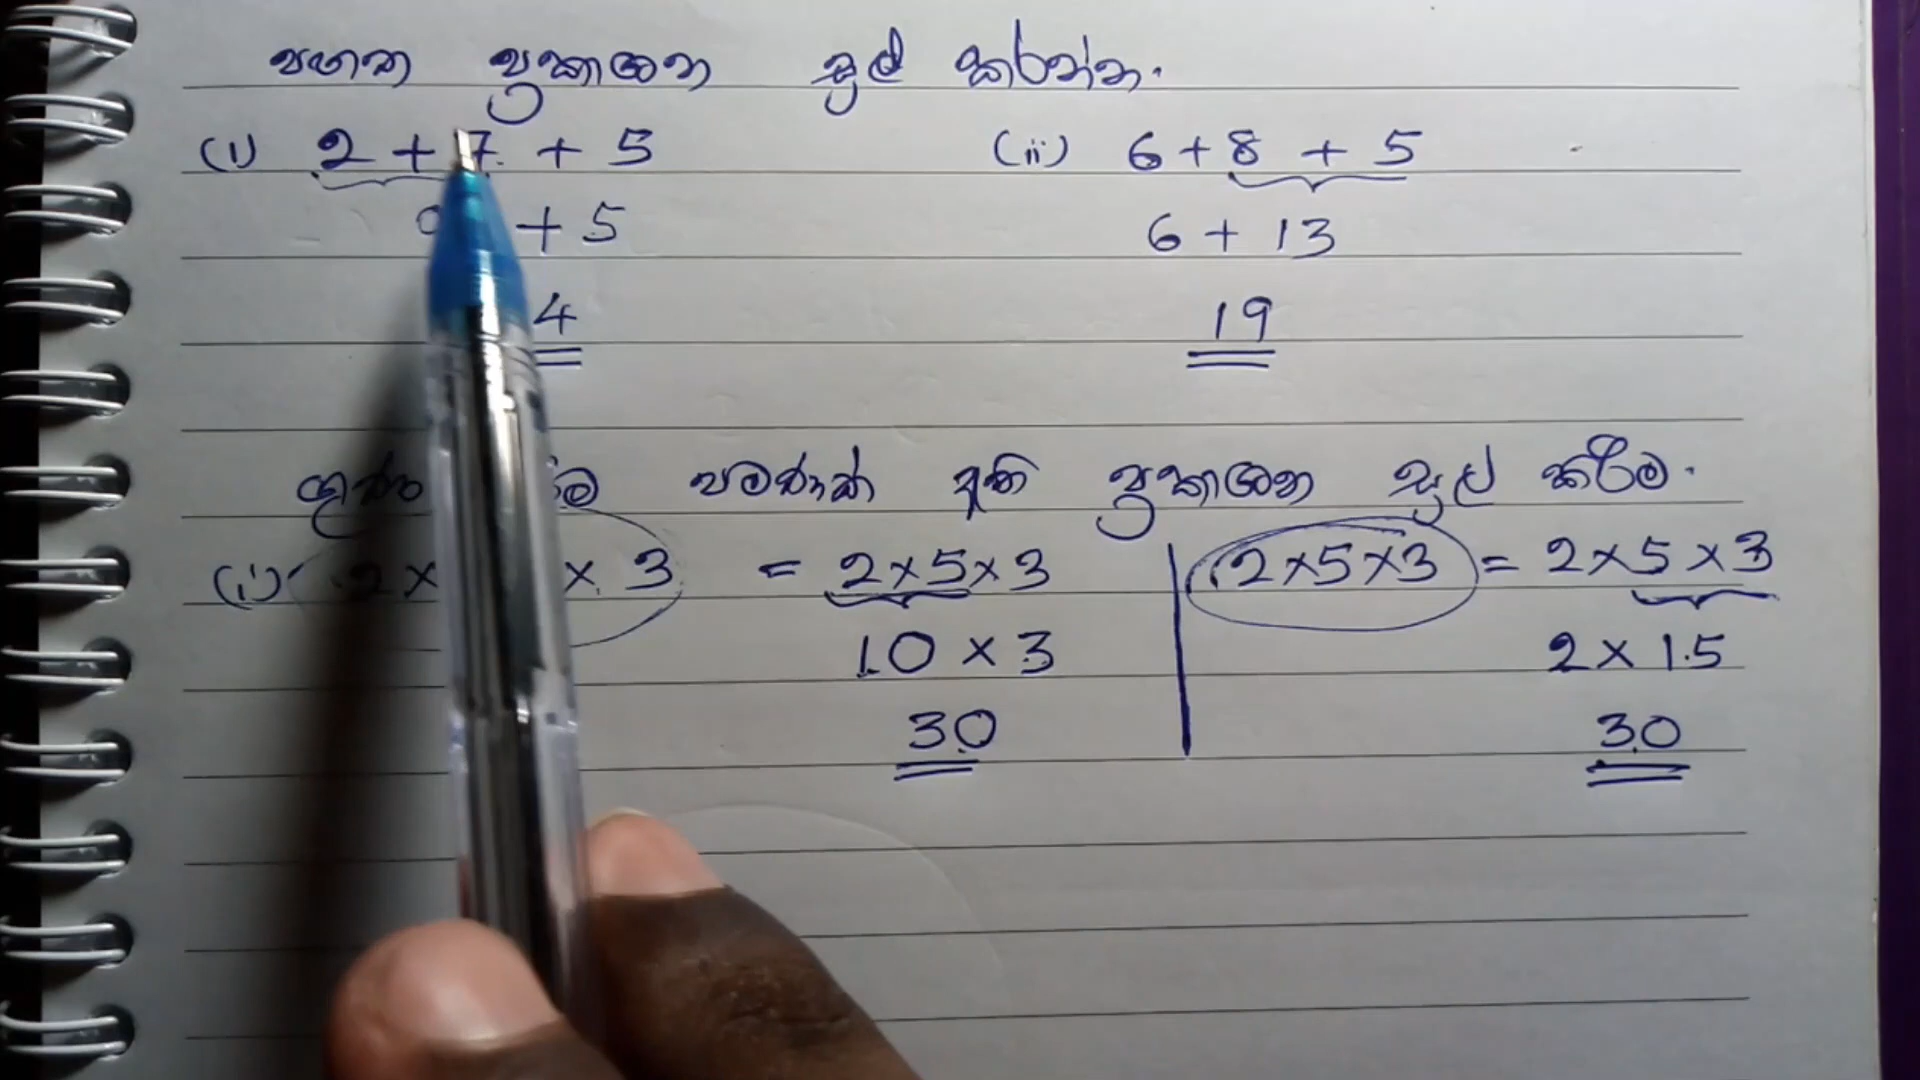 පහත ප්‍රකාශන සුළු කරන්න.
(i) 2 + 7 + 5 (ii) 6 + 8 + 5
+ 5 6 + 13
4 19
පමණක් ඇති ප්‍රකාශන සුළු කිරීම.
(i) 2 × × 3 = 2 × 5 × 3 2 × 5 × 3 = 2 × 5 × 3
10 × 3 2 × 15
30 30